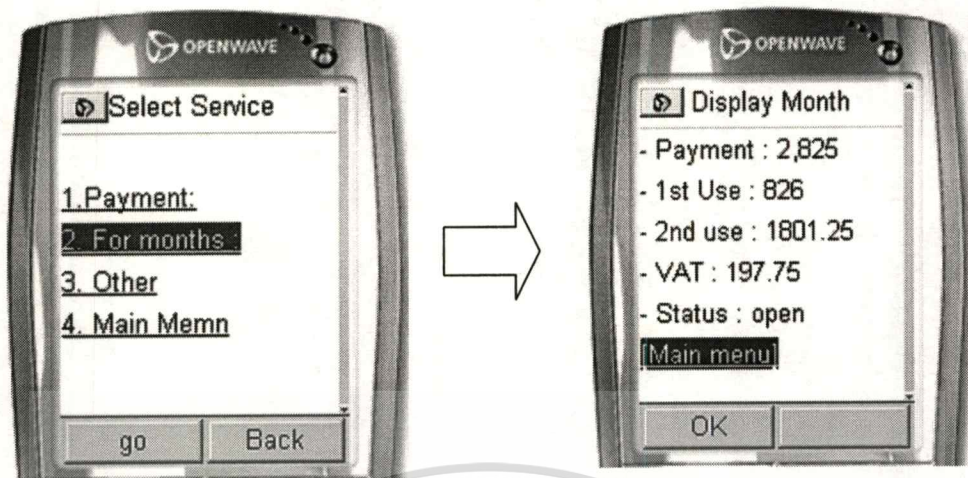 OPENWAVE
Select Service
1.Payment:
2. For months :
3. Other
4. Main Memn
go Back
OPENWAVE
Display Month
- Payment : 2,825
- 1st Use : 826
- 2nd use : 1801.25
- VAT : 197.75
- Status : open
[Main menu]
OK